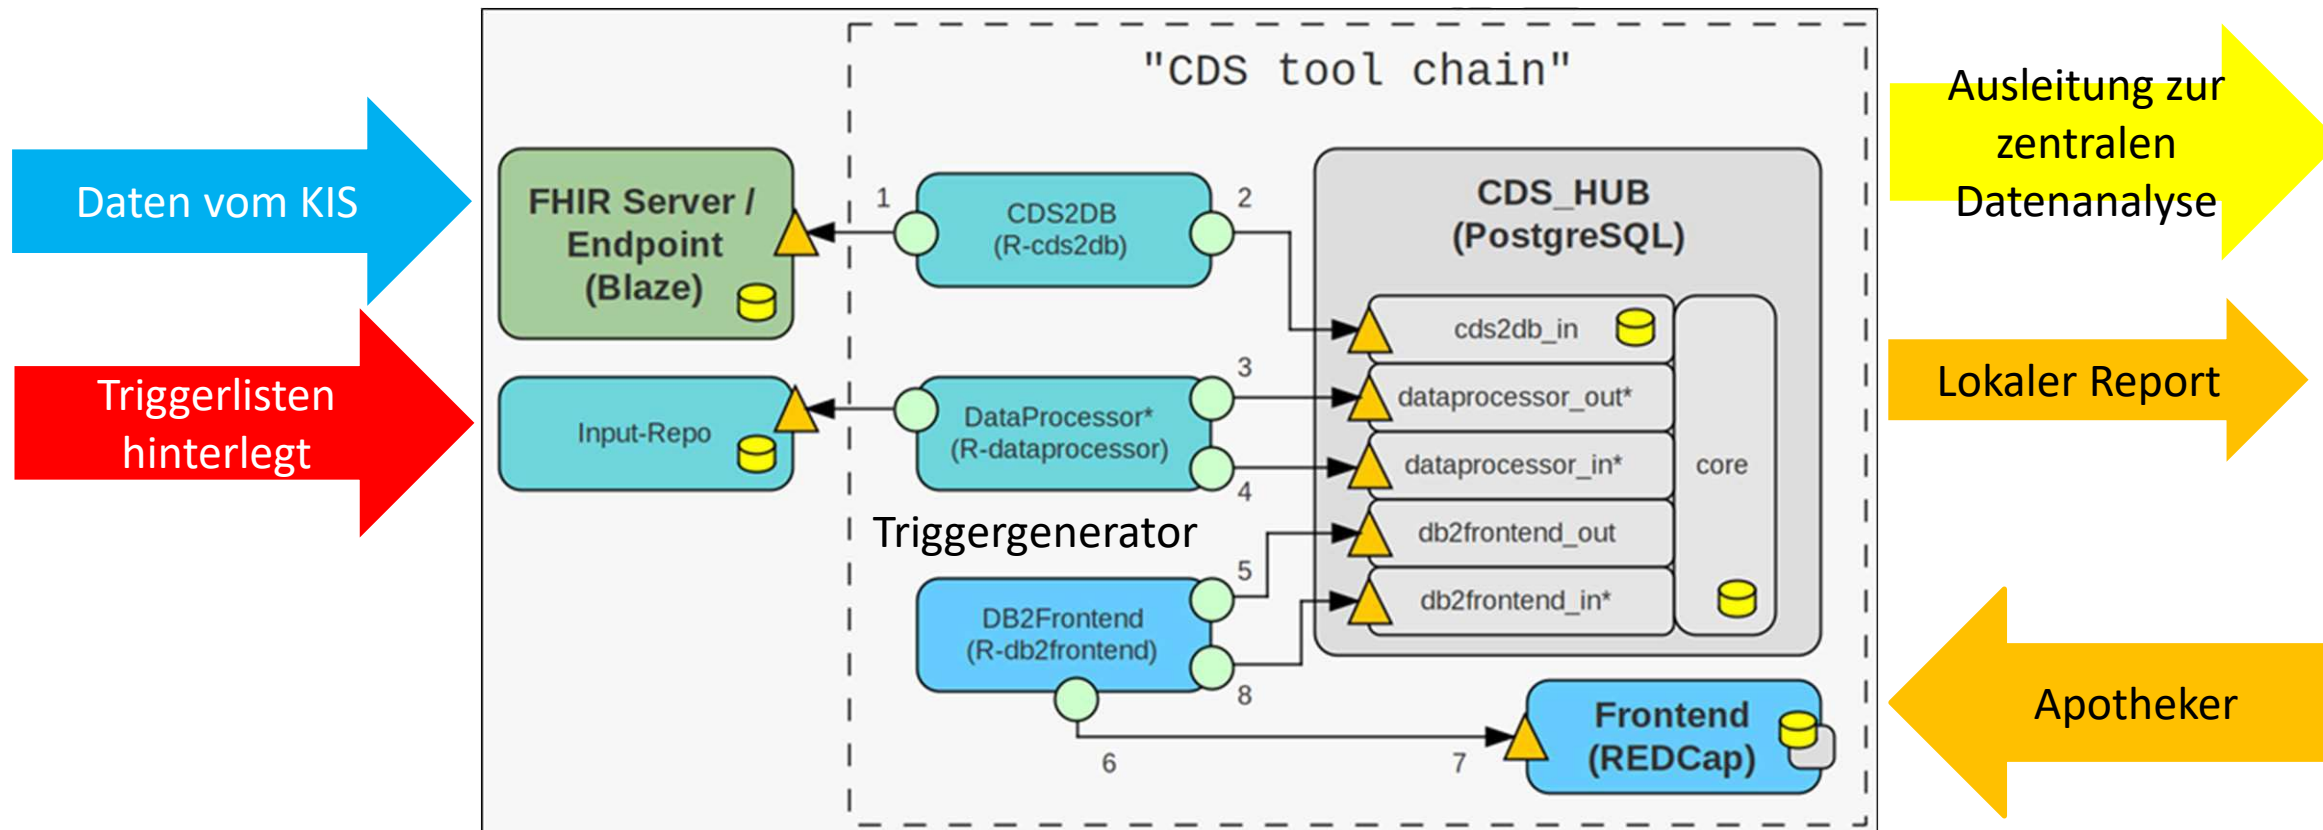 "CDS tool chain"
Daten vom KIS
Triggerlisten
hinterlegt
FHIR Server /
Endpoint
(Blaze)
Input-Repo
1
CDS2DB
(R-cds2db)
2
3
DataProcessor*
(R-dataprocessor)
4
Triggergenerator
5
DB2Frontend
(R-db2frontend)
8
6
7
CDS_HUB
(PostgreSQL)
cds2db_in
dataprocessor_out*
dataprocessor_in*
db2frontend_out
db2frontend_in*
core
Frontend
(REDCap)
Ausleitung zur
zentralen
Datenanalyse
Lokaler Report
Apotheker